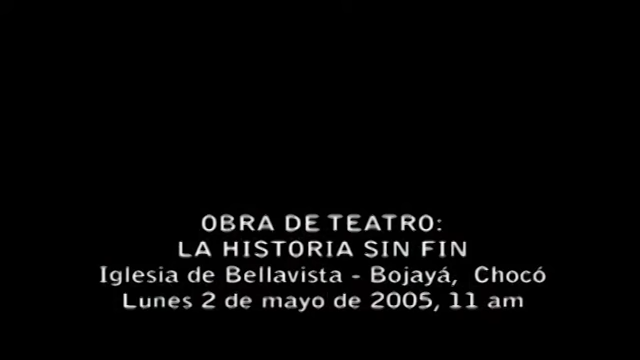 OBRA DE TEATRO:
LA HISTORIA SIN FIN
Iglesia de Bellavista - Bojayá, Chocó
Lunes 2 de mayo de 2005, 11 am